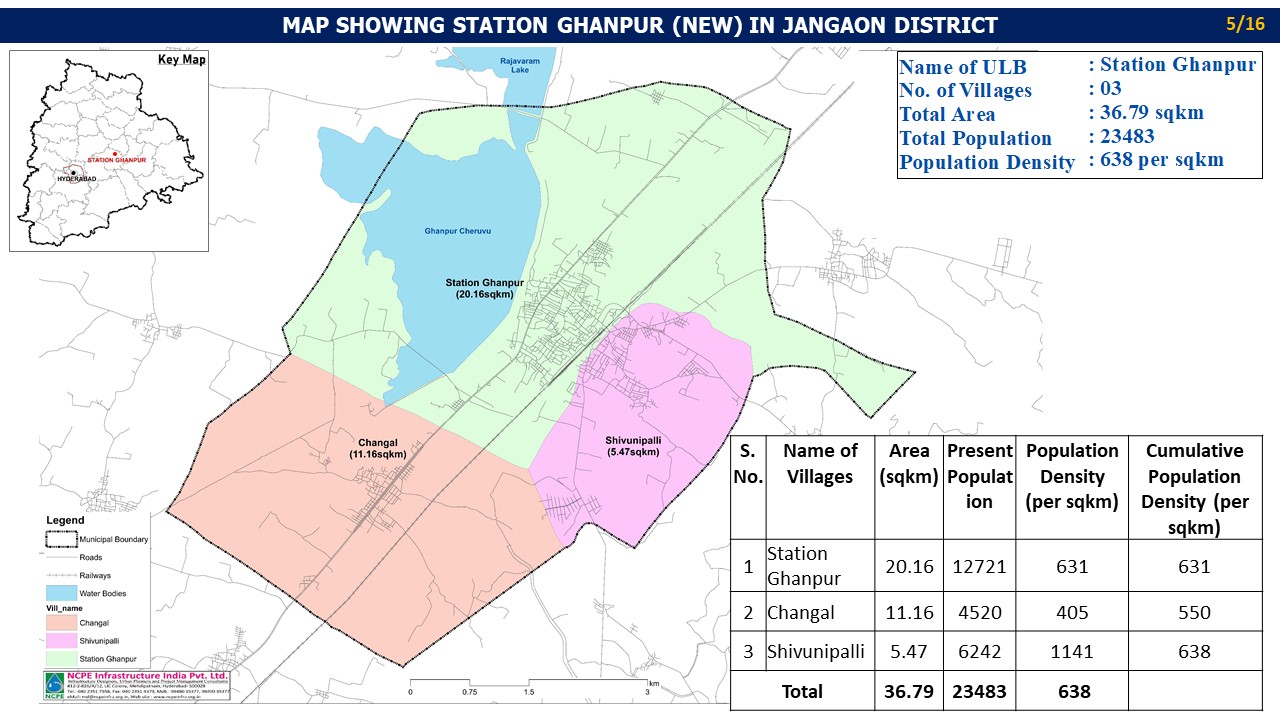 MAP SHOWING STATION GHANPUR (NEW) IN JANGAON DISTRICT
5/16
Key Map
STATION GHANPUR
HYDERABAD
Rajavaram
Lake
Name of ULB : Station Ghanpur
No. of Villages : 03
Total Area : 36.79 sqkm
Total Population : 23483
Population Density : 638 per sqkm
Ghanpur Cheruvu
Station Ghanpur
(20.16sqkm)
Changal
(11.16sqkm)
Shivunipalli
(5.47sqkm)
Legend
Municipal Boundary
Roads
Railways
Water Bodies
Vill_name
Changal
Shivunipalli
Station Ghanpur
NCPE
NCPE Infrastructure India Pvt. Ltd.
0 0.75 1.5 3 km
S. No. Name of Villages Area (sqkm) Present Populat ion Population Density (per sqkm) Cumulative Population Density (per sqkm)
1 Station Ghanpur 20.16 12721 631 631
2 Changal 11.16 4520 405 550
3 Shivunipalli 5.47 6242 1141 638
Total 36.79 23483 638